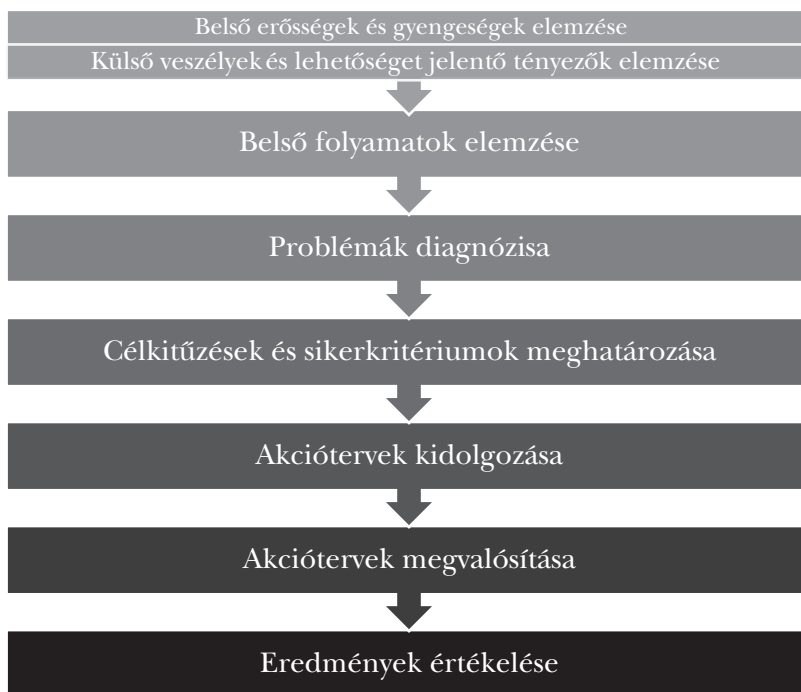 Belső erősségek és gyengeségek elemzése
Külső veszélyek és lehetőséget jelentő tényezők elemzése
Belső folyamatok elemzése
Problémák diagnózisa
Célkitűzések és sikerkritériumok meghatározása
Akciótervek kidolgozása
Akciótervek megvalósítása
Eredmények értékelése